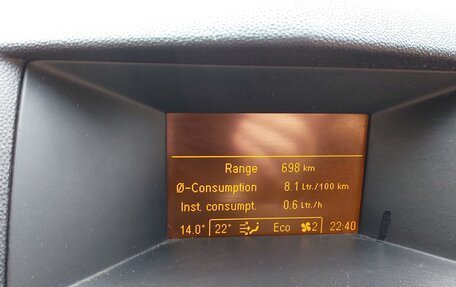 Range 698 km
Ø-Consumption 8.1 Ltr./100 km
Inst. consumpt. 0.6 Ltr./h
14.0° 22° Eco 2 22:40